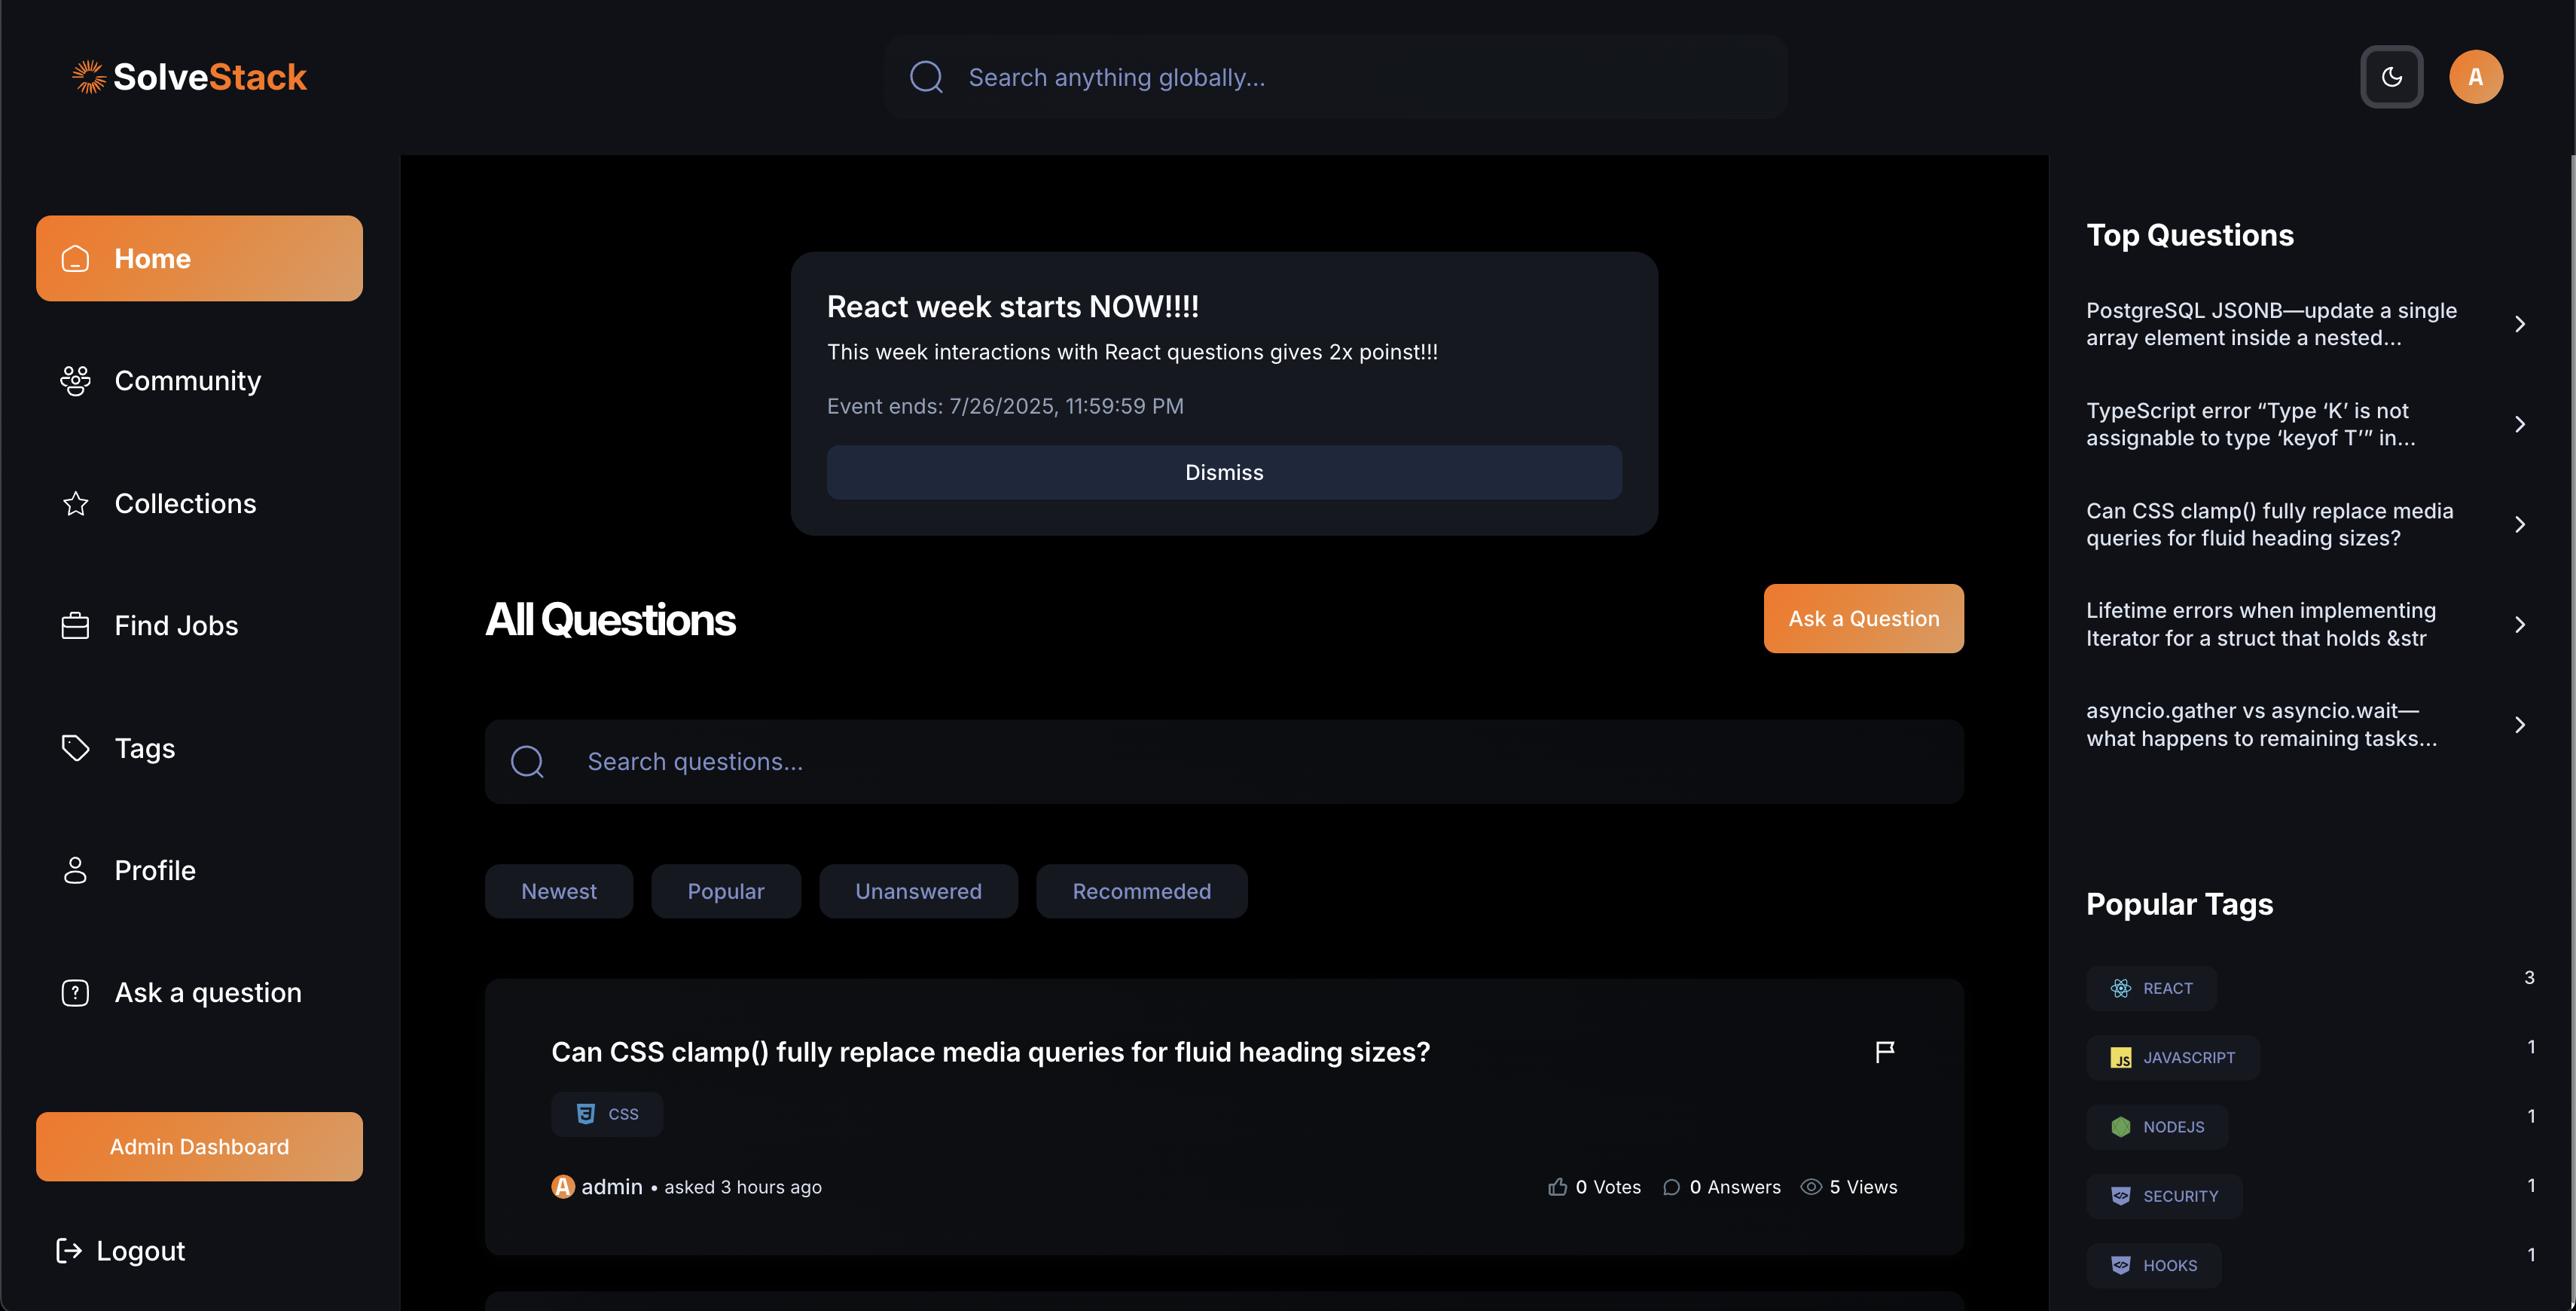 SolveStack
Search anything globally...
A
Home
Community
Collections
Find Jobs
Tags
Profile
Ask a question
Admin Dashboard
Logout
React week starts NOW!!!!
This week interactions with React questions gives 2x poinst!!!
Event ends: 7/26/2025, 11:59:59 PM
Dismiss
All Questions
Ask a Question
Search questions...
Newest
Popular
Unanswered
Recommeded
Can CSS clamp() fully replace media queries for fluid heading sizes?
CSS
A admin • asked 3 hours ago
0 Votes
0 Answers
5 Views
Top Questions
PostgreSQL JSONB—update a single
array element inside a nested...
TypeScript error “Type ‘K’ is not
assignable to type ‘keyof T’” in...
Can CSS clamp() fully replace media
queries for fluid heading sizes?
Lifetime errors when implementing
Iterator for a struct that holds &str
asyncio.gather vs asyncio.wait—
what happens to remaining tasks...
Popular Tags
REACT 3
JS JAVASCRIPT 1
NODEJS 1
</> SECURITY 1
</> HOOKS 1